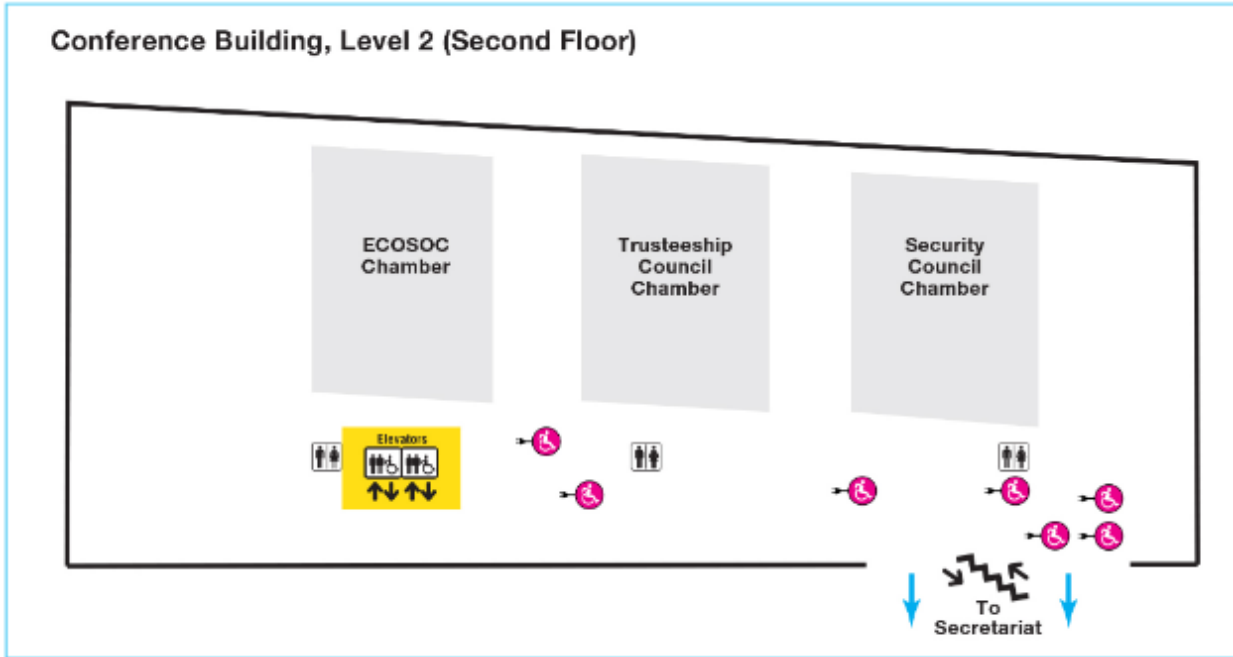 Conference Building, Level 2 (Second Floor)
ECOSOC
Chamber
Trusteeship
Council
Chamber
Security
Council
Chamber
Elevators
To
Secretariat